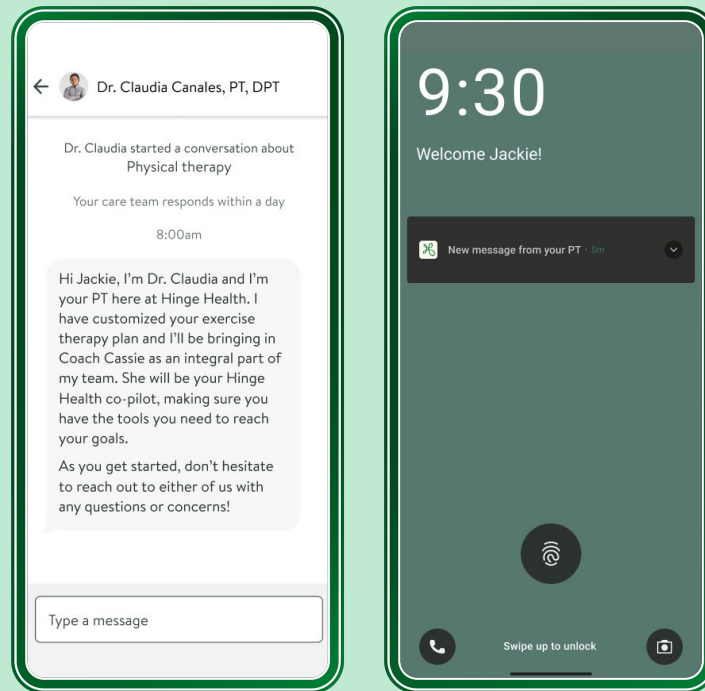 Dr. Claudia Canales, PT, DPT
Dr. Claudia started a conversation about
Physical therapy
Your care team responds within a day
8:00am
Hi Jackie, I'm Dr. Claudia and I'm
your PT here at Hinge Health. I
have customized your exercise
therapy plan and I'll be bringing in
Coach Cassie as an integral part of
my team. She will be your Hinge
Health co-pilot, making sure you
have the tools you need to reach
your goals.
As you get started, don't hesitate
to reach out to either of us with
any questions or concerns!
Type a message
9:30
Welcome Jackie!
New message from your PT · 5m
Swipe up to unlock